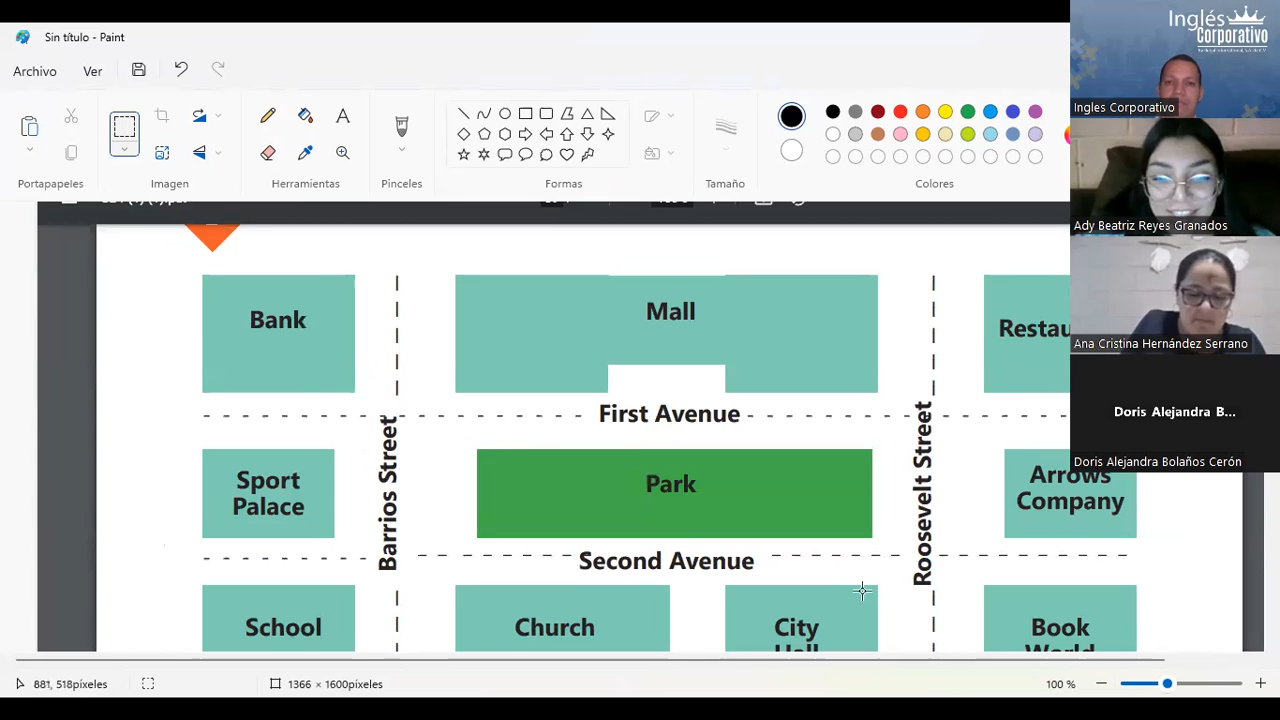 Sin título - Paint
Archivo
Ver
Portapapeles
Imagen
Herramientas
Pinceles
Formas
Tamaño
Colores
Bank
Mall
Restau
First Avenue
Barrios Street
Roosevelt Street
Sport
Palace
Park
Arrows
Company
Second Avenue
School
Church
City
Hall
Book
World
881, 518píxeles
1366 × 1600píxeles
100 %
Inglés
Corporativo
Ingles Corporativo
Ady Beatriz Reyes Granados
Ana Cristina Hernández Serrano
Doris Alejandra B...
Doris Alejandra Bolaños Cerón